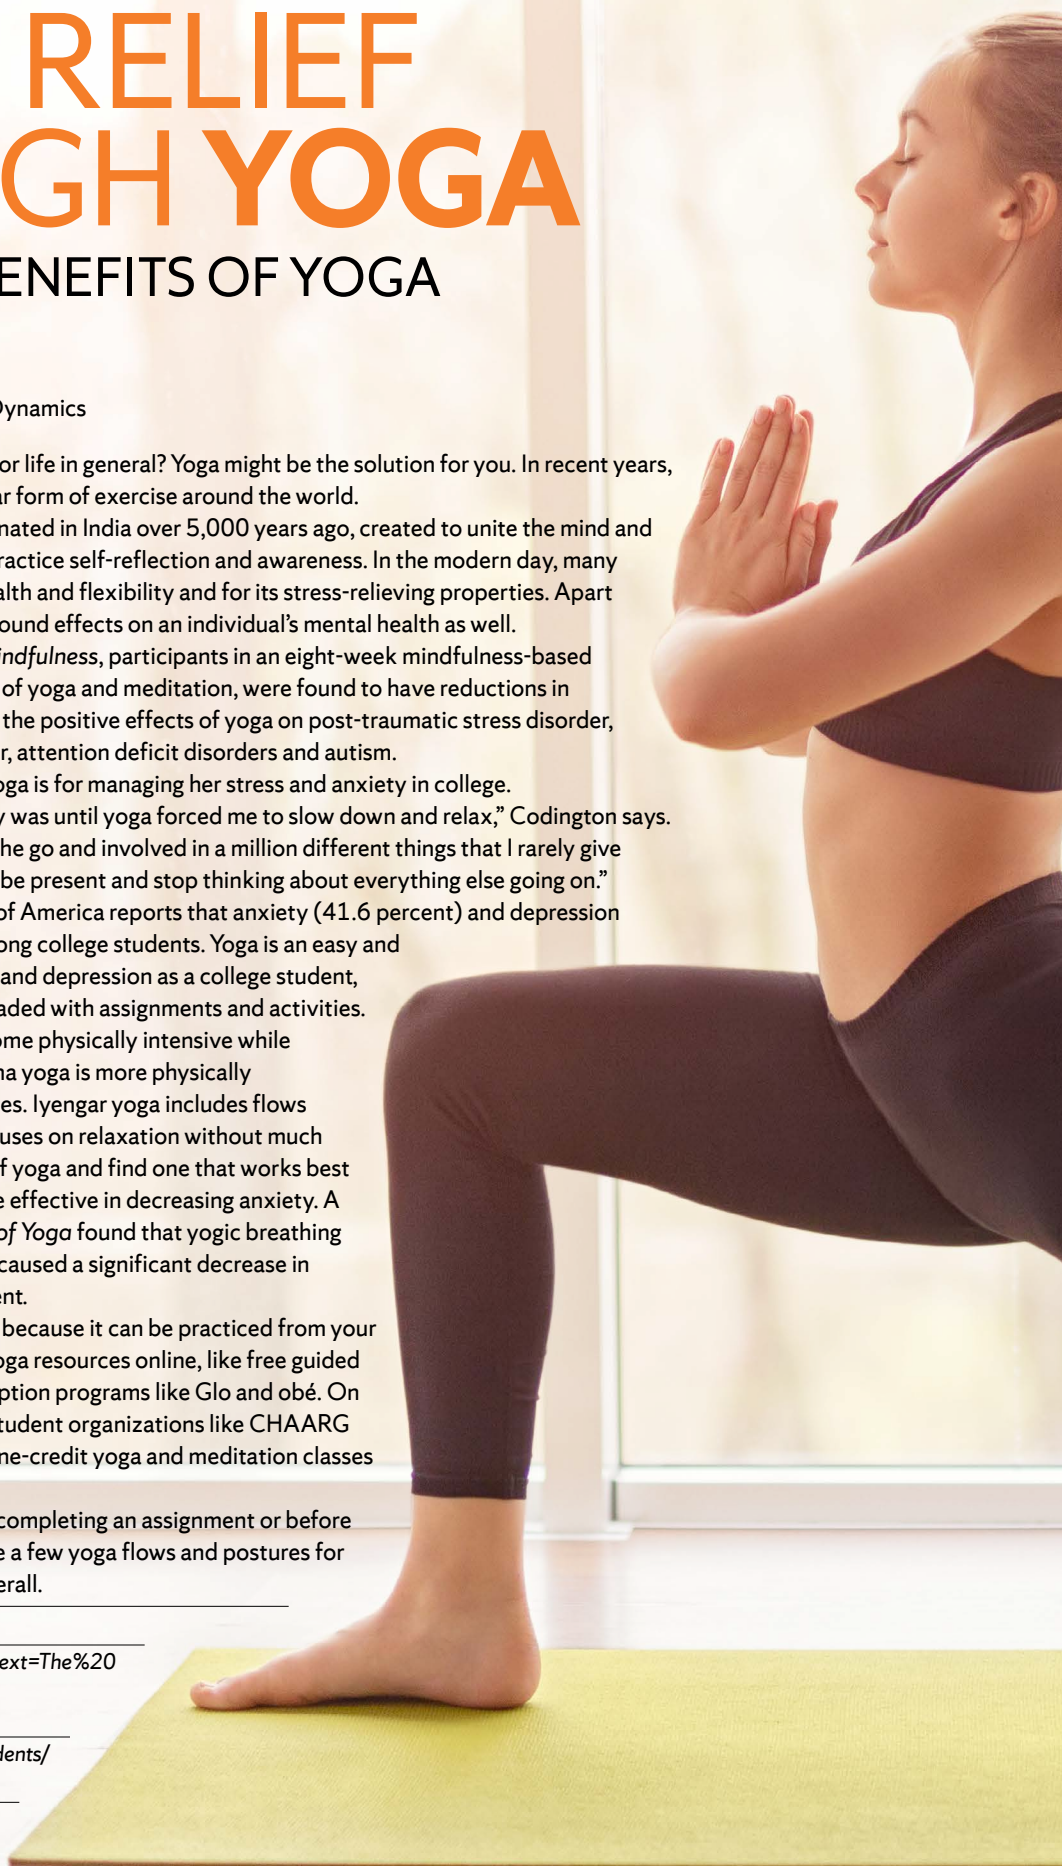 RELIEF
GH YOGA
ENEFITS OF YOGA
Dynamics
or life in general? Yoga might be the solution for you. In recent years,
ar form of exercise around the world.
nated in India over 5,000 years ago, created to unite the mind and
ractice self-reflection and awareness. In the modern day, many
alth and flexibility and for its stress-relieving properties. Apart
ound effects on an individual’s mental health as well.
indfulness, participants in an eight-week mindfulness-based
of yoga and meditation, were found to have reductions in
the positive effects of yoga on post-traumatic stress disorder,
r, attention deficit disorders and autism.
oga is for managing her stress and anxiety in college.
y was until yoga forced me to slow down and relax,” Codington says.
he go and involved in a million different things that I rarely give
be present and stop thinking about everything else going on.”
of America reports that anxiety (41.6 percent) and depression
ong college students. Yoga is an easy and
and depression as a college student,
aded with assignments and activities.
ome physically intensive while
na yoga is more physically
es. Iyengar yoga includes flows
uses on relaxation without much
f yoga and find one that works best
e effective in decreasing anxiety. A
of Yoga found that yogic breathing
caused a significant decrease in
ent.
because it can be practiced from your
oga resources online, like free guided
ption programs like Glo and obé. On
tudent organizations like CHAARG
ne-credit yoga and meditation classes
completing an assignment or before
e a few yoga flows and postures for
erall.
ext=The%20
dents/